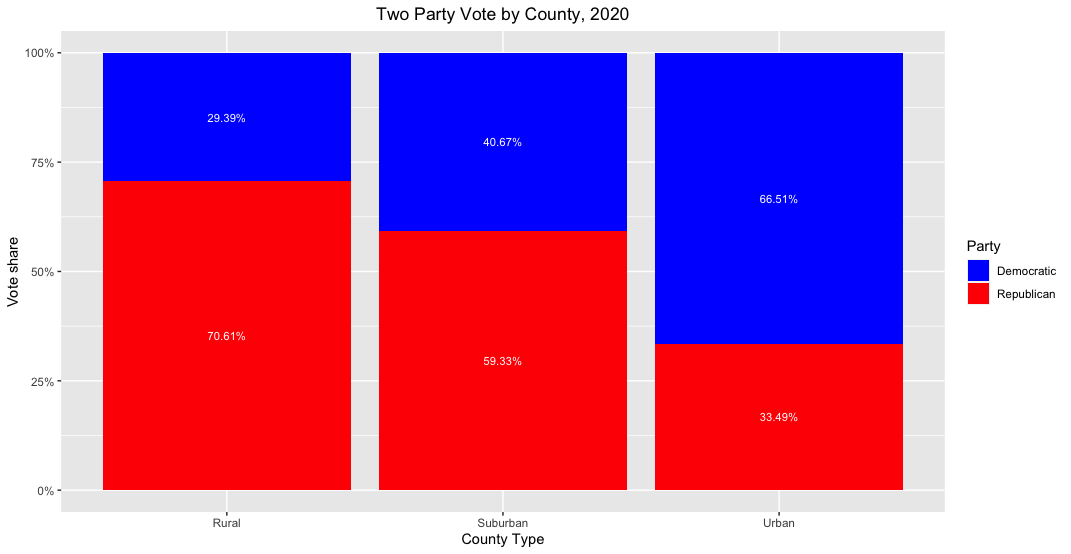 Two Party Vote by County, 2020
Vote share
100%
75%
50%
25%
0%
29.39%
70.61%
40.67%
59.33%
66.51%
33.49%
Rural
Suburban
Urban
County Type
Party
Democratic
Republican